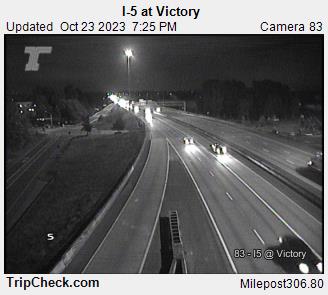 I-5 at Victory
Updated Oct 23 2023 7:25 PM Camera 83
T
S
83 - I5 @ Victory
TripCheck.com Milepost306.80